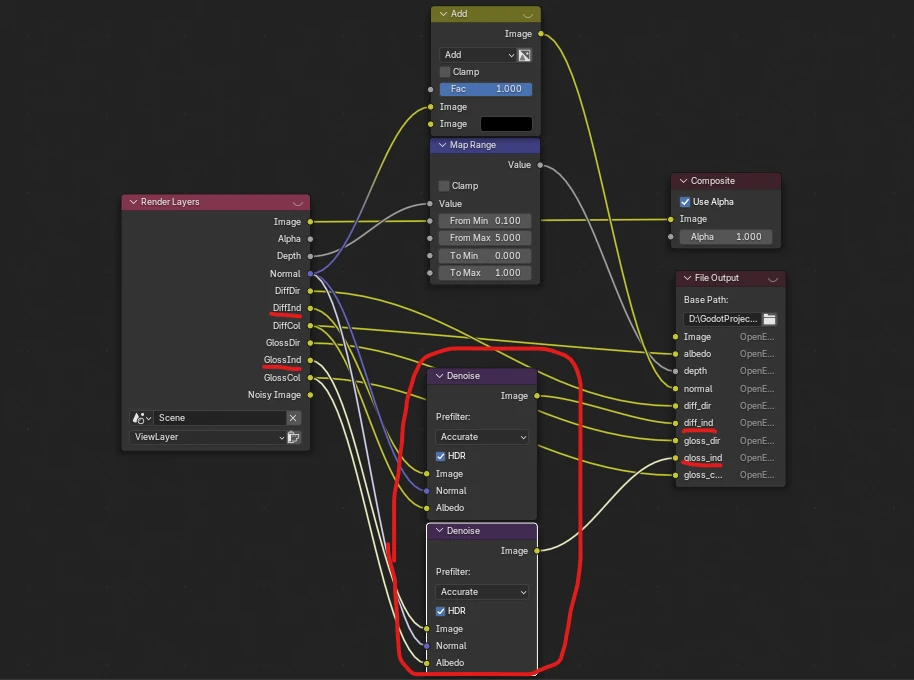 Add
Image
Add
Clamp
Fac 1.000
Image
Image
Map Range
Value
Clamp
Value
From Min 0.100
From Max 5.000
To Min 0.000
To Max 1.000
Render Layers
Image
Alpha
Depth
Normal
DiffDir
DiffInd
DiffCol
GlossDir
GlossInd
GlossCol
Noisy Image
Scene
ViewLayer
Denoise
Image
Prefilter:
Accurate
HDR
Image
Normal
Albedo
Denoise
Image
Prefilter:
Accurate
HDR
Image
Normal
Albedo
Composite
Use Alpha
Image
Alpha 1.000
File Output
Base Path:
D:\GodotProjec...
Image OpenE...
albedo OpenE...
depth OpenE...
normal OpenE...
diff_dir OpenE...
diff_ind OpenE...
gloss_dir OpenE...
gloss_ind OpenE...
gloss_c... OpenE...